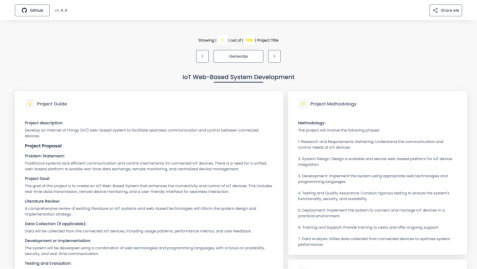 Github
v1.4.0
Share Me
Showing [ 1 ] out of [ 100 ] Project Title.
Generate
IoT Web-Based System Development
Project Guide
Project description:
Develop an Internet of Things (IoT) web-based system to facilitate seamless communication and control between connected
devices.
Project Proposal
Problem Statement:
Traditional systems lack efficient communication and control mechanisms for connected IoT devices. There is a need for a unified
web-based platform to enable real-time data exchange, remote monitoring, and centralized device management.
Project Goal:
The goal of this project is to create an IoT Web-Based System that enhances the connectivity and control of IoT devices. This includes
real-time data transmission, remote device monitoring, and a user-friendly interface for seamless interaction.
Literature Review:
A comprehensive review of existing literature on IoT systems and web-based technologies will inform the system design and
implementation strategy.
Data Collection (if applicable):
Data will be collected from the connected IoT devices, including usage patterns, performance metrics, and user feedback.
Development or Implementation:
The system will be developed using a combination of web technologies and programming languages, with a focus on scalability,
security, and real-time communication.
Testing and Evaluation:
Project Methodology
Methodology:
The project will involve the following phases:
1. Research and Requirements Gathering: Understand the communication and
control needs of IoT devices.
2. System Design: Design a scalable and secure web-based platform for IoT device
integration.
3. Development: Implement the system using appropriate web technologies and
programming languages.
4. Testing and Quality Assurance: Conduct rigorous testing to ensure the system's
functionality, security, and scalability.
5. Deployment: Implement the system to connect and manage IoT devices in a
practical environment.
6. Training and Support: Provide training to users and offer ongoing support.
7. Data Analysis: Utilize data collected from connected devices to optimize system
performance.